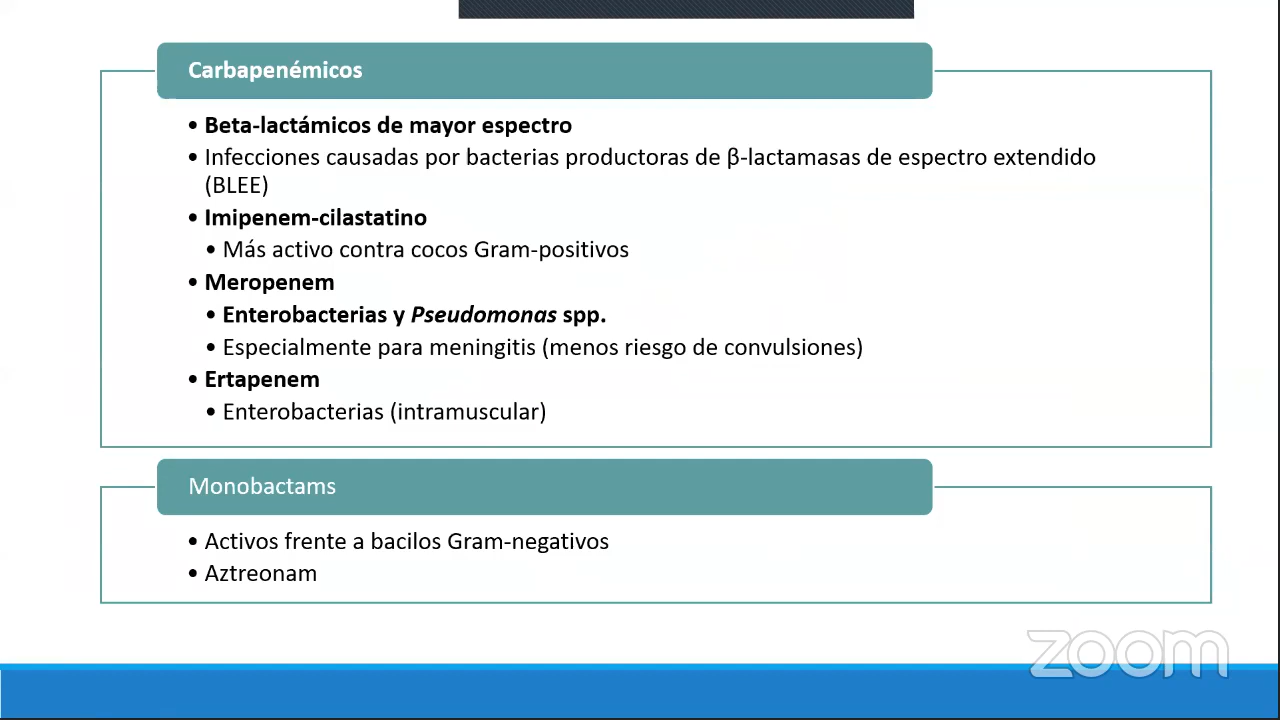 Carbapenémicos
• Beta-lactámicos de mayor espectro
• Infecciones causadas por bacterias productoras de β-lactamasas de espectro extendido
(BLEE)
• Imipenem-cilastatino
• Más activo contra cocos Gram-positivos
• Meropenem
• Enterobacterias y Pseudomonas spp.
• Especialmente para meningitis (menos riesgo de convulsiones)
• Ertapenem
• Enterobacterias (intramuscular)
Monobactams
• Activos frente a bacilos Gram-negativos
• Aztreonam
zoom